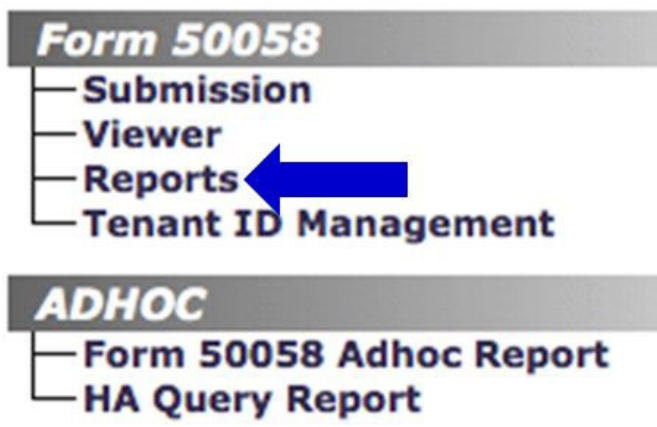 Form 50058
Submission
Viewer
Reports
Tenant ID Management
ADHOC
Form 50058 Adhoc Report
HA Query Report